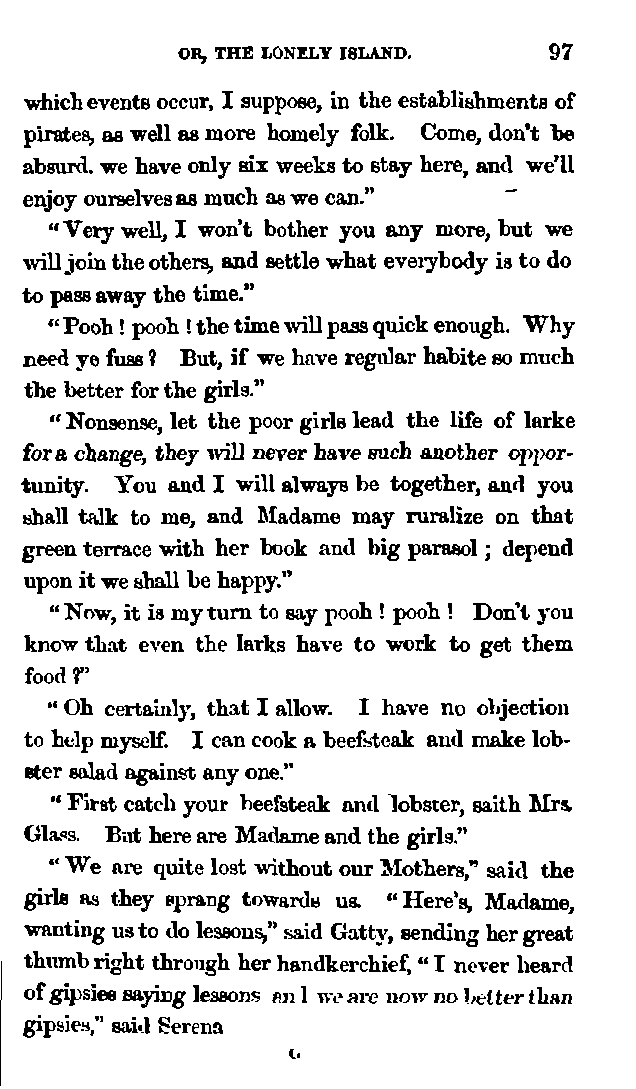 OR, THE LONELY ISLAND. 97
which events occur, I suppose, in the establishments of
pirates, as well as more homely folk. Come, don't be
absurd. we have only six weeks to stay here, and we'll
enjoy ourselves as much as we can."
"Very well, I won't bother you any more, but we
will join the others, and settle what everybody is to do
to pass away the time."
"Pooh! pooh! the time will pass quick enough. Why
need ye fuss? But, if we have regular habits so much
the better for the girls."
"Nonsense, let the poor girls lead the life of larks
for a change, they will never have such another oppor-
tunity. You and I will always be together, and you
shall talk to me, and Madame may ruralize on that
green terrace with her book and big parasol; depend
upon it we shall be happy."
"Now, it is my turn to say pooh! pooh! Don't you
know that even the larks have to work to get them
food?"
"Oh certainly, that I allow. I have no objection
to help myself. I can cook a beefsteak and make lob-
ster salad against any one."
"First catch your beefsteak and lobster, saith Mrs.
Glass. But here are Madame and the girls."
"We are quite lost without our Mothers," said the
girls as they sprang towards us. "Here's, Madame,
wanting us to do lessons," said Gatty, sending her great
thumb right through her handkerchief, "I never heard
of gipsies saying lessons and we are now no better than
gipsies," said Serena
G